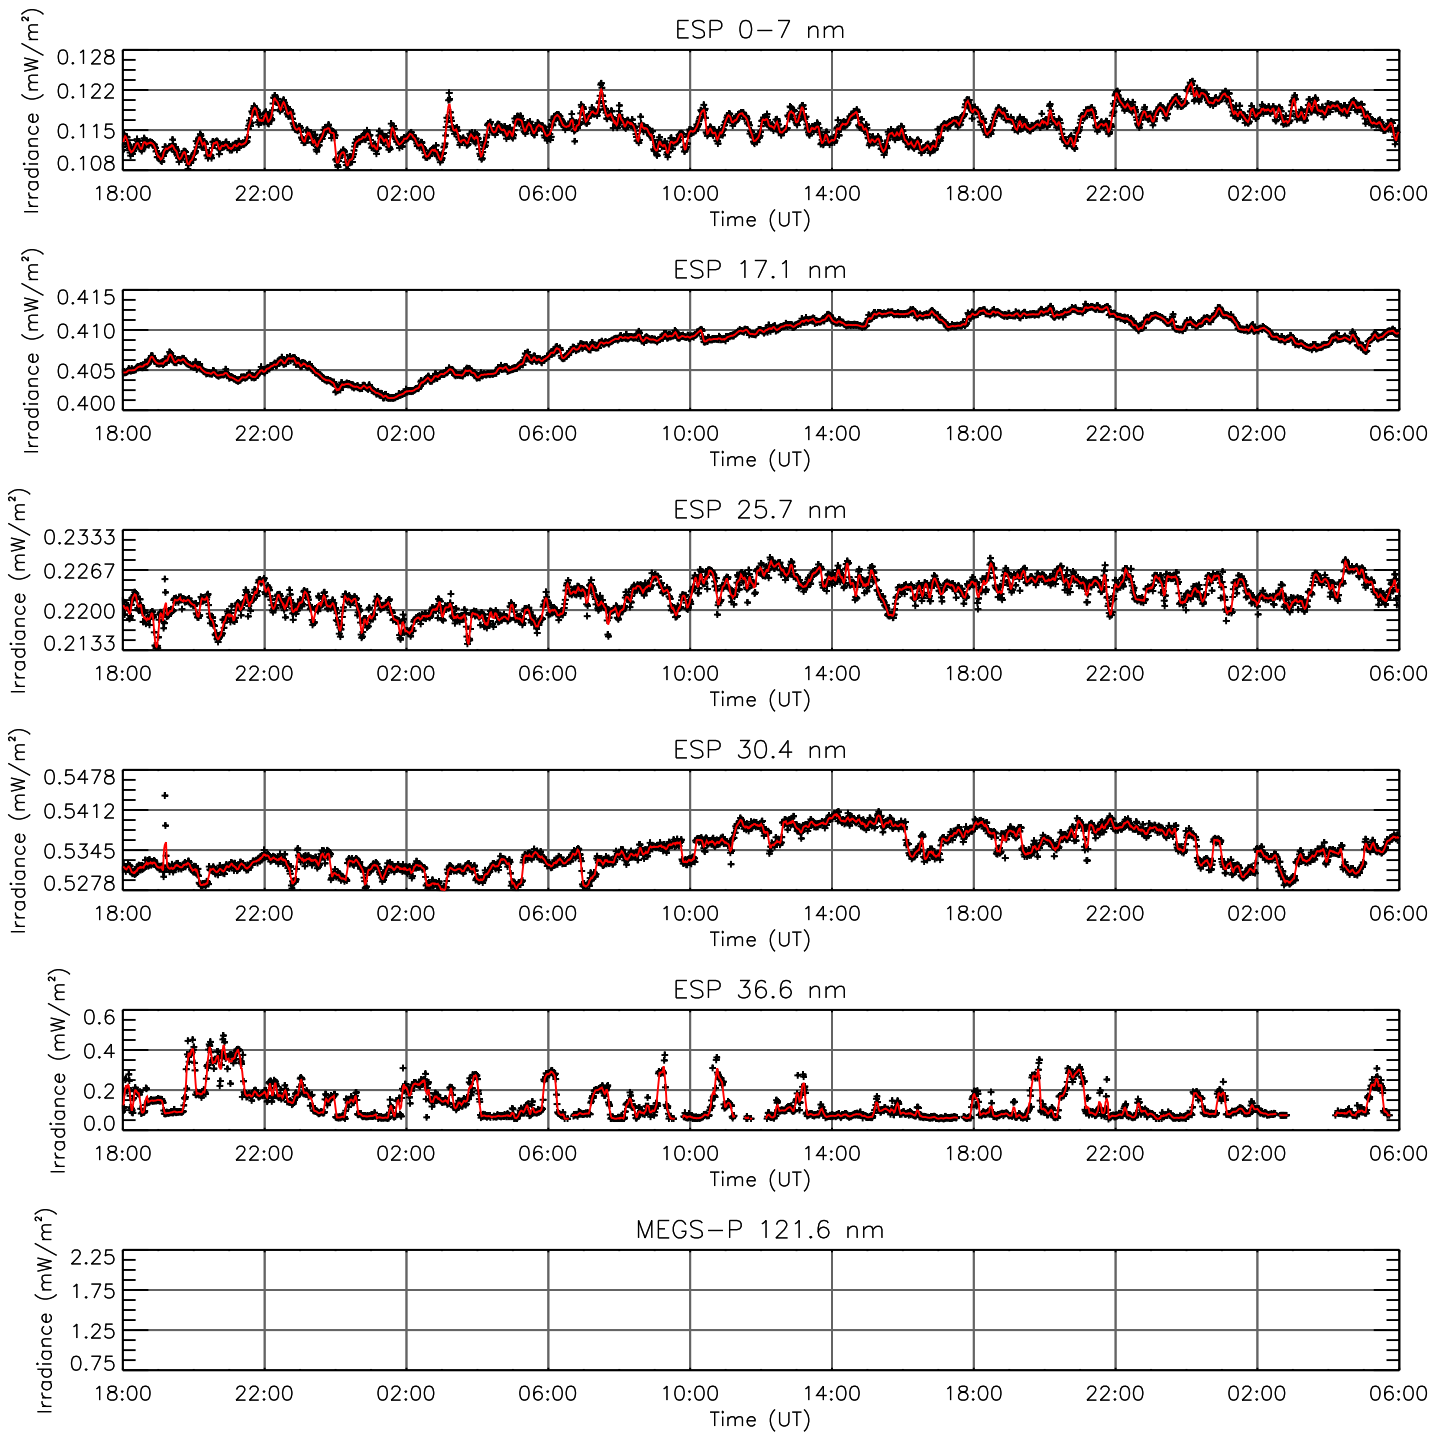 ESP 0-7 nm
Irradiance (mW/m²)
0.128
0.122
0.115
0.108
18:00 22:00 02:00 06:00 10:00 14:00 18:00 22:00 02:00 06:00
Time (UT)
ESP 17.1 nm
Irradiance (mW/m²)
0.415
0.410
0.405
0.400
18:00 22:00 02:00 06:00 10:00 14:00 18:00 22:00 02:00 06:00
Time (UT)
ESP 25.7 nm
Irradiance (mW/m²)
0.2333
0.2267
0.2200
0.2133
18:00 22:00 02:00 06:00 10:00 14:00 18:00 22:00 02:00 06:00
Time (UT)
ESP 30.4 nm
Irradiance (mW/m²)
0.5478
0.5412
0.5345
0.5278
18:00 22:00 02:00 06:00 10:00 14:00 18:00 22:00 02:00 06:00
Time (UT)
ESP 36.6 nm
Irradiance (mW/m²)
0.6
0.4
0.2
0.0
18:00 22:00 02:00 06:00 10:00 14:00 18:00 22:00 02:00 06:00
Time (UT)
MEGS-P 121.6 nm
Irradiance (mW/m²)
2.25
1.75
1.25
0.75
18:00 22:00 02:00 06:00 10:00 14:00 18:00 22:00 02:00 06:00
Time (UT)